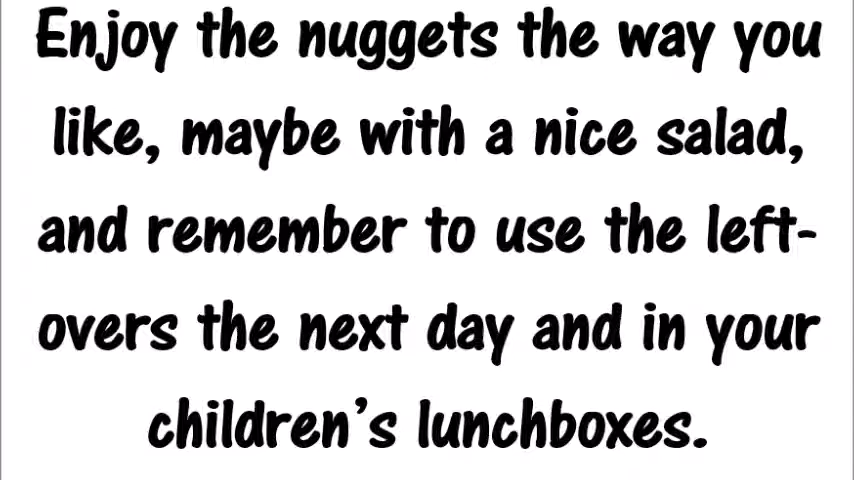 Enjoy the nuggets the way you
like, maybe with a nice salad,
and remember to use the left-
overs the next day and in your
children's lunchboxes.